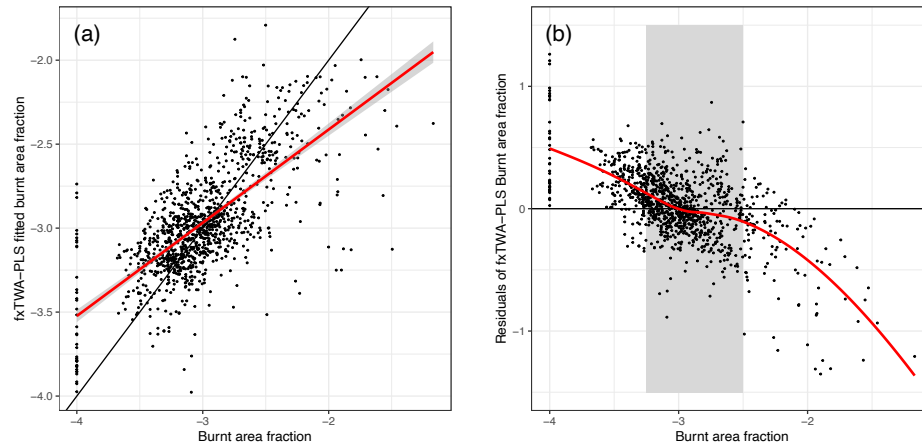 (a)
fxTWA−PLS fitted burnt area fraction
−2.0
−2.5
−3.0
−3.5
−4.0
−4
−3
−2
Burnt area fraction
(b)
Residuals of fxTWA−PLS Burnt area fraction
1
0
−1
−4
−3
−2
Burnt area fraction